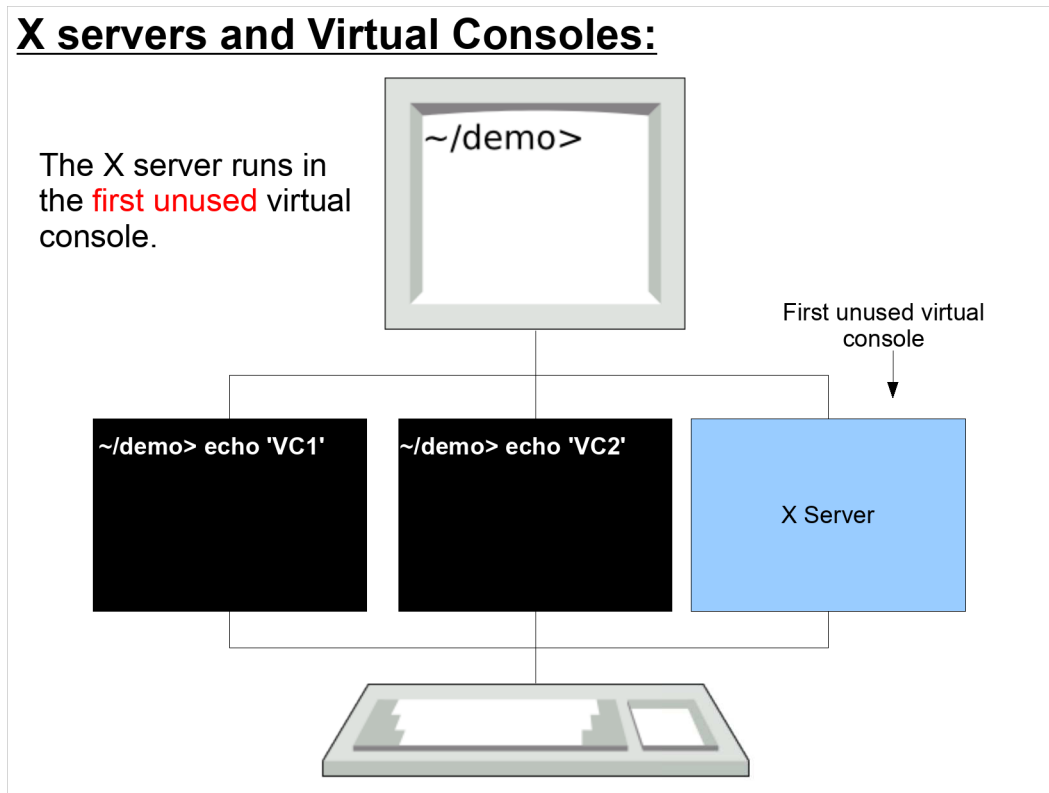 X servers and Virtual Consoles:
~/demo>
The X server runs in
the first unused virtual
console.
First unused virtual
console
~/demo> echo 'VC1'
~/demo> echo 'VC2'
X Server